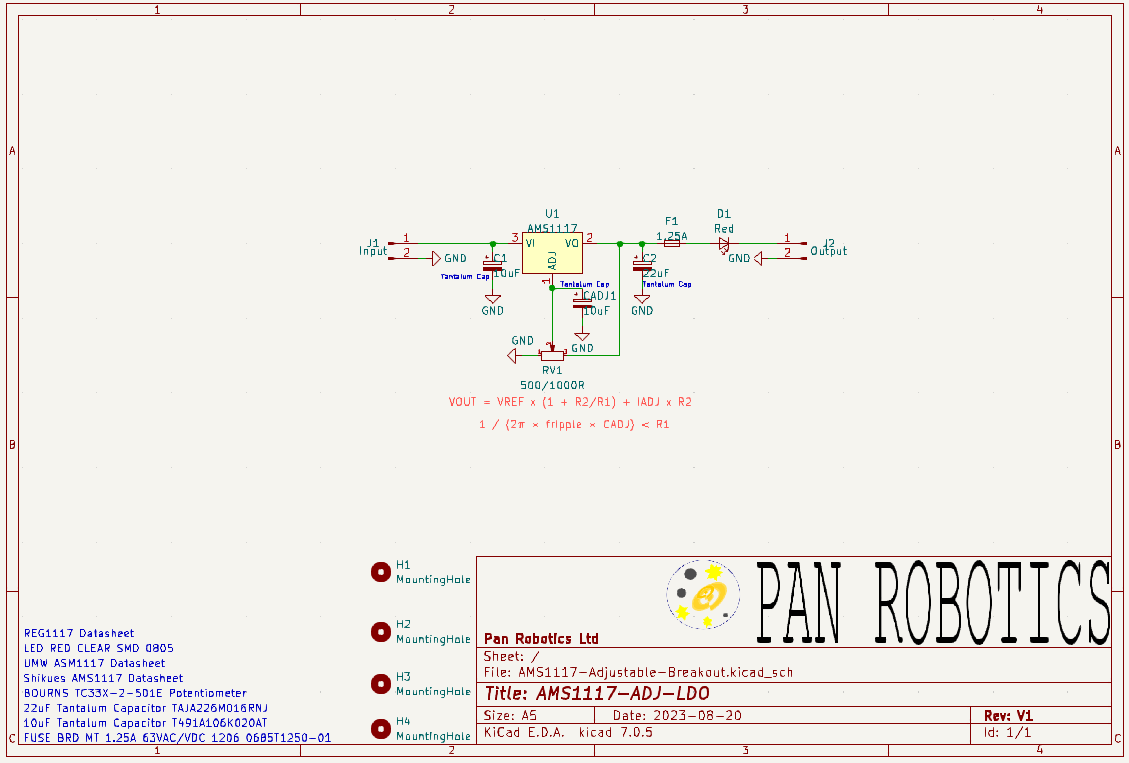 1 2 3 4
A A
U1
AMS1117
F1
1.25A
D1
Red
J1
Input
1
2
GND
3 VI VO 2
ADJ
1
C1
10uF
Tantalum Cap
GND
Tantalum Cap
CADJ1
10uF
GND
C2
22uF
Tantalum Cap
GND
GND
1
2
J2
Output
GND
1 2 3
RV1
500/1000R
VOUT = VREF x (1 + R2/R1) + IADJ x R2
1 / (2π × fripple × CADJ) < R1
B B
H1
MountingHole
H2
MountingHole
H3
MountingHole
H4
MountingHole
REG1117 Datasheet
LED RED CLEAR SMD 0805
UMW ASM1117 Datasheet
Shikues AMS1117 Datasheet
BOURNS TC33X-2-501E Potentiometer
22uF Tantalum Capacitor TAJA226M016RNJ
10uF Tantalum Capacitor T491A106K020AT
FUSE BRD MT 1.25A 63VAC/VDC 1206 0685T1250-01
PAN ROBOTICS
Pan Robotics Ltd
Sheet: /
File: AMS1117-Adjustable-Breakout.kicad_sch
Title: AMS1117-ADJ-LDO
Size: A5 Date: 2023-08-20 Rev: V1
KiCad E.D.A. kicad 7.0.5 Id: 1/1
C C
1 2 3 4